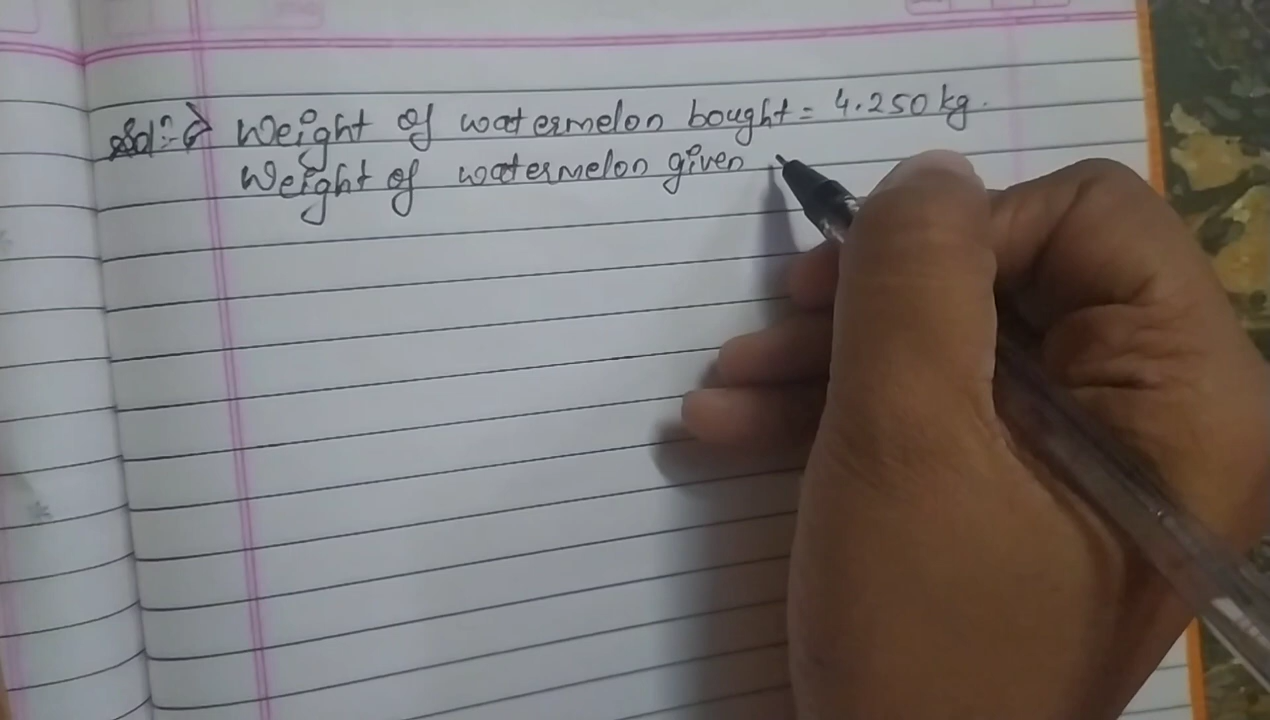 Sol:-> Weight of watermelon bought = 4.250 kg.
Weight of watermelon given